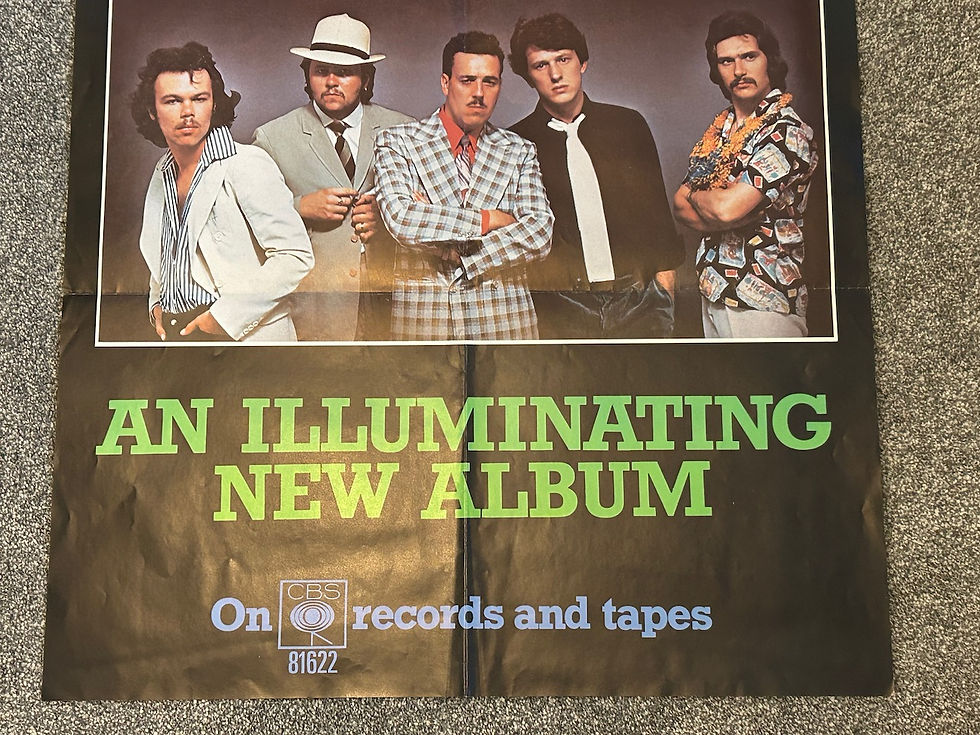 AN ILLUMINATING
NEW ALBUM
On CBS records and tapes
81622